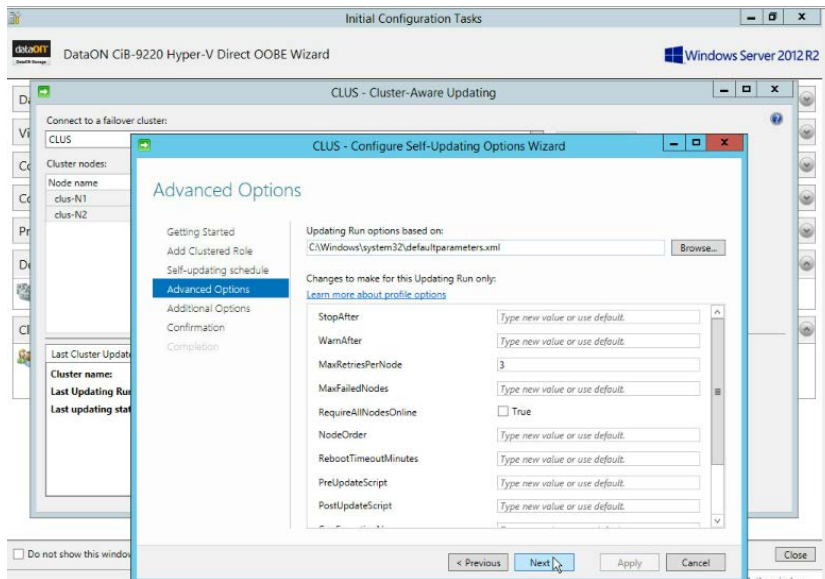 Initial Configuration Tasks
dataON
DataON Storage
DataON CiB-9220 Hyper-V Direct OOBE Wizard
Windows Server 2012 R2
CLUS - Cluster-Aware Updating
Connect to a failover cluster:
CLUS
Cluster nodes:
Node name
clus-N1
clus-N2
Last Cluster Updat
Cluster name:
Last Updating Ru
Last updating stat
CLUS - Configure Self-Updating Options Wizard
Advanced Options
Getting Started
Add Clustered Role
Self-updating schedule
Advanced Options
Additional Options
Confirmation
Completion
Updating Run options based on:
C:\Windows\system32\defaultparameters.xml
Browse...
Changes to make for this Updating Run only:
Learn more about profile options
StopAfter Type new value or use default.
WarnAfter Type new value or use default.
MaxRetriesPerNode 3
MaxFailedNodes Type new value or use default.
RequireAllNodesOnline True
NodeOrder Type new value or use default.
RebootTimeoutMinutes Type new value or use default.
PreUpdateScript Type new value or use default.
PostUpdateScript Type new value or use default.
< Previous Next Apply Cancel
Do not show this window
Close